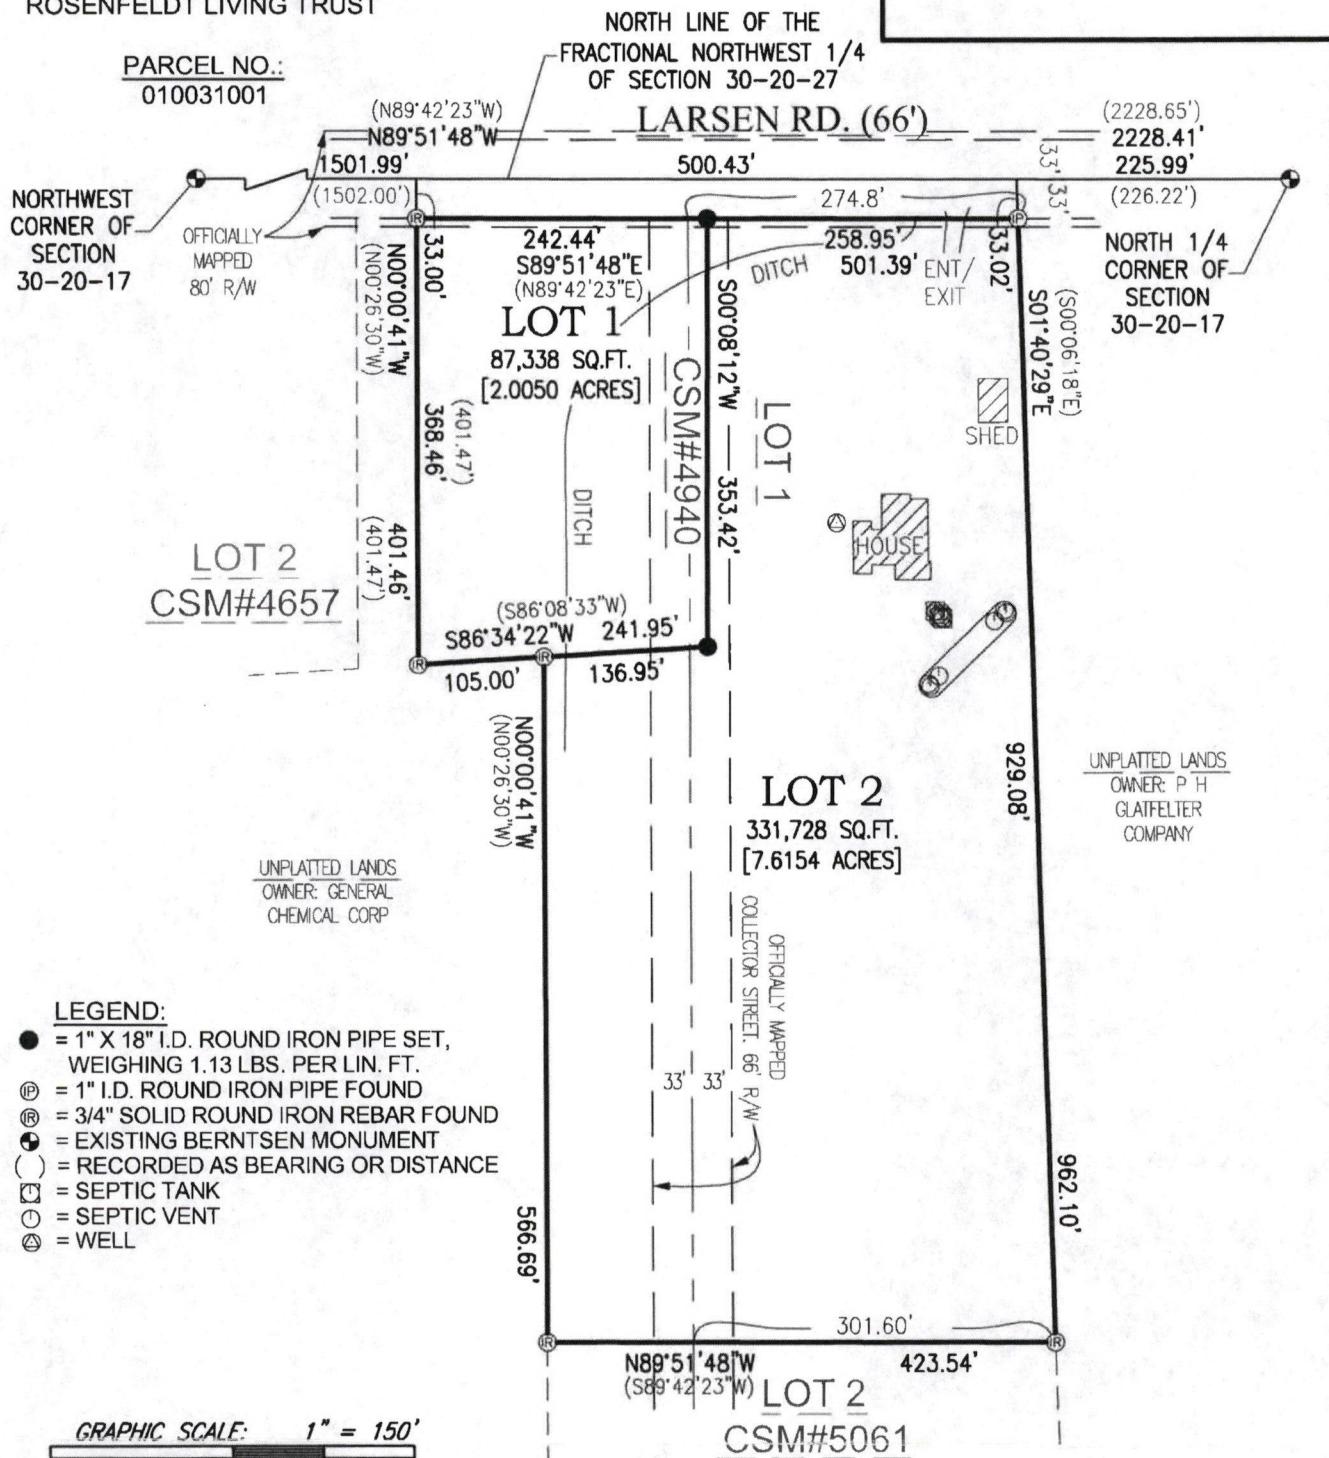 ROSENFELDT LIVING TRUST
PARCEL NO.:
010031001
NORTH LINE OF THE
FRACTIONAL NORTHWEST 1/4
OF SECTION 30-20-27
(N89°42'23"W)
N89°51'48"W
LARSEN RD. (66')
(2228.65')
2228.41'
1501.99'
500.43'
225.99'
(1502.00')
274.8'
33'
33'
(226.22')
NORTHWEST
CORNER OF
SECTION
30-20-17
OFFICIALLY
MAPPED
80' R/W
NORTH 1/4
CORNER OF
SECTION
30-20-17
IR
IP
33.00'
242.44'
S89°51'48"E
(N89°42'23"E)
258.95'
501.39'
DITCH
ENT/
EXIT
33.02'
N00°00'41"W
(N00°26'30"W)
LOT 1
87,338 SQ.FT.
[2.0050 ACRES]
S00°08'12"W
353.42'
S01°40'29"E
(S00°06'18"E)
CSM#4940
LOT 1
368.46'
(401.47')
401.46'
(401.47')
DITCH
SHED
HOUSE
LOT 2
CSM#4657
(S86°08'33"W)
S86°34'22"W
241.95'
IR
IR
105.00'
136.95'
N00°00'41"W
(N00°26'30"W)
929.08'
UNPLATTED LANDS
OWNER: P H
GLATFELTER
COMPANY
LOT 2
331,728 SQ.FT.
[7.6154 ACRES]
UNPLATTED LANDS
OWNER: GENERAL
CHEMICAL CORP
OFFICIALLY MAPPED
COLLECTOR STREET. 66' R/W
33'
33'
LEGEND:
= 1" X 18" I.D. ROUND IRON PIPE SET,
WEIGHING 1.13 LBS. PER LIN. FT.
IP = 1" I.D. ROUND IRON PIPE FOUND
IR = 3/4" SOLID ROUND IRON REBAR FOUND
= EXISTING BERNTSEN MONUMENT
( ) = RECORDED AS BEARING OR DISTANCE
= SEPTIC TANK
= SEPTIC VENT
= WELL
566.69'
962.10'
301.60'
IR
IR
N89°51'48"W
423.54'
(S89°42'23"W)
LOT 2
CSM#5061
GRAPHIC SCALE: 1" = 150'